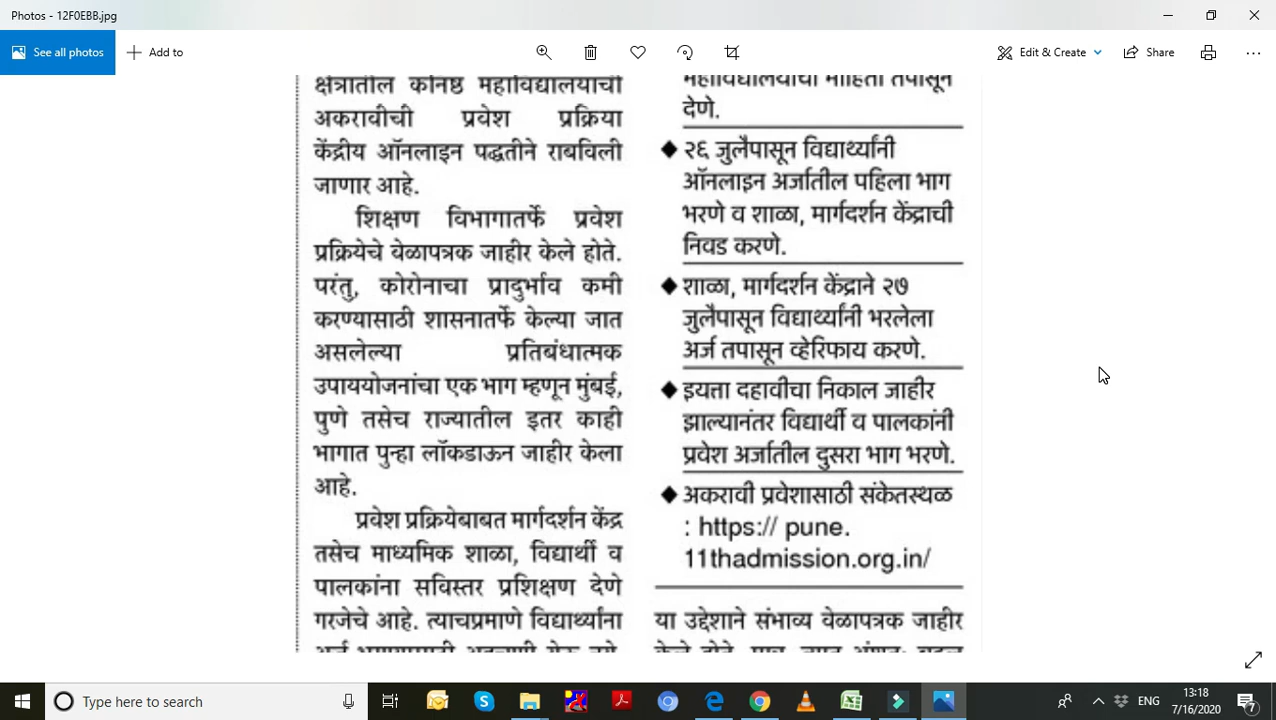 Photos - 12F0EBB.jpg
See all photos
Add to
Edit & Create
Share
क्षेत्रातील कनिष्ठ महाविद्यालयाची
अकरावीची प्रवेश प्रक्रिया
केंद्रीय ऑनलाइन पद्धतीने राबविली
जाणार आहे.
शिक्षण विभागातर्फे प्रवेश
प्रक्रियेचे वेळापत्रक जाहीर केले होते.
परंतु, कोरोनाचा प्रादुर्भाव कमी
करण्यासाठी शासनातर्फे केल्या जात
असलेल्या प्रतिबंधात्मक
उपाययोजनांचा एक भाग म्हणून मुंबई,
पुणे तसेच राज्यातील इतर काही
भागात पुन्हा लॉकडाऊन जाहीर केला
आहे.
प्रवेश प्रक्रियेबाबत मार्गदर्शन केंद्र
तसेच माध्यमिक शाळा, विद्यार्थी व
पालकांना सविस्तर प्रशिक्षण देणे
गरजेचे आहे. त्याचप्रमाणे विद्यार्थ्यांना
महाविद्यालयाची माहिती तपासून
देणे.
◆ २६ जुलैपासून विद्यार्थ्यांनी
ऑनलाइन अर्जातील पहिला भाग
भरणे व शाळा, मार्गदर्शन केंद्राची
निवड करणे.
◆ शाळा, मार्गदर्शन केंद्राने २७
जुलैपासून विद्यार्थ्यांनी भरलेला
अर्ज तपासून व्हेरिफाय करणे.
◆ इयत्ता दहावीचा निकाल जाहीर
झाल्यानंतर विद्यार्थी व पालकांनी
प्रवेश अर्जातील दुसरा भाग भरणे.
◆ अकरावी प्रवेशासाठी संकेतस्थळ
: https:// pune.
11thadmission.org.in/
या उद्देशाने संभाव्य वेळापत्रक जाहीर
Type here to search
ENG
13:18
7/16/2020
7